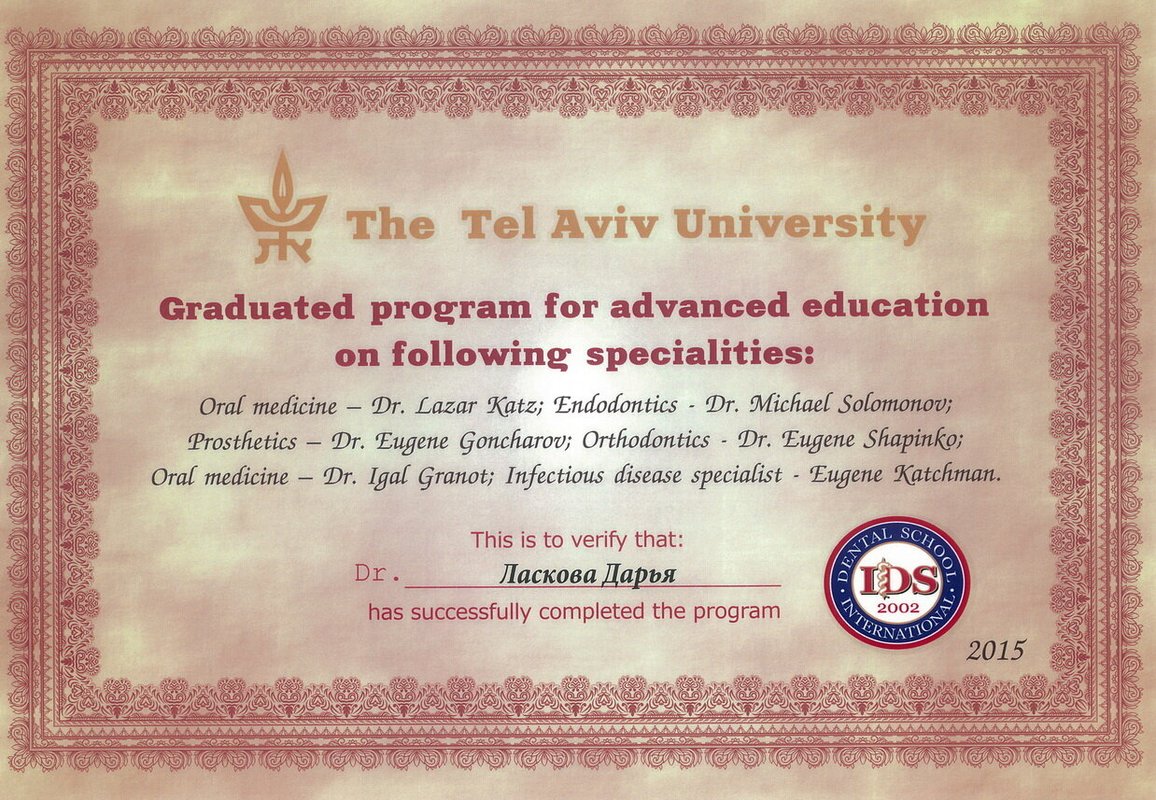 The Tel Aviv University
Graduated program for advanced education
on following specialities:
Oral medicine – Dr. Lazar Katz; Endodontics - Dr. Michael Solomonov;
Prosthetics – Dr. Eugene Goncharov; Orthodontics - Dr. Eugene Shapinko;
Oral medicine – Dr. Igal Granot; Infectious disease specialist - Eugene Katchman.
This is to verify that:
Dr. Ласкова Дарья
has successfully completed the program
DENTAL SCHOOL
IDS
2002
INTERNATIONAL
2015